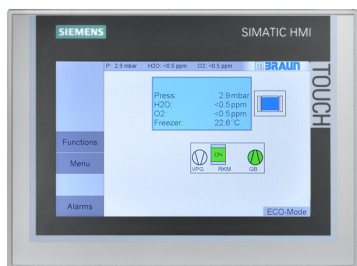 SIEMENS
SIMATIC HMI
TOUCH
P: 2.9 mbar H2O: <0.5 ppm O2: <0.5 ppm MBRAUN
Press. 2.9 mbar
H2O: <0.5 ppm
O2: <0.5 ppm
Freezer: 22.6 °C
Functions
Menu
0%
VPG RKM GB
Alarms
ECO-Mode